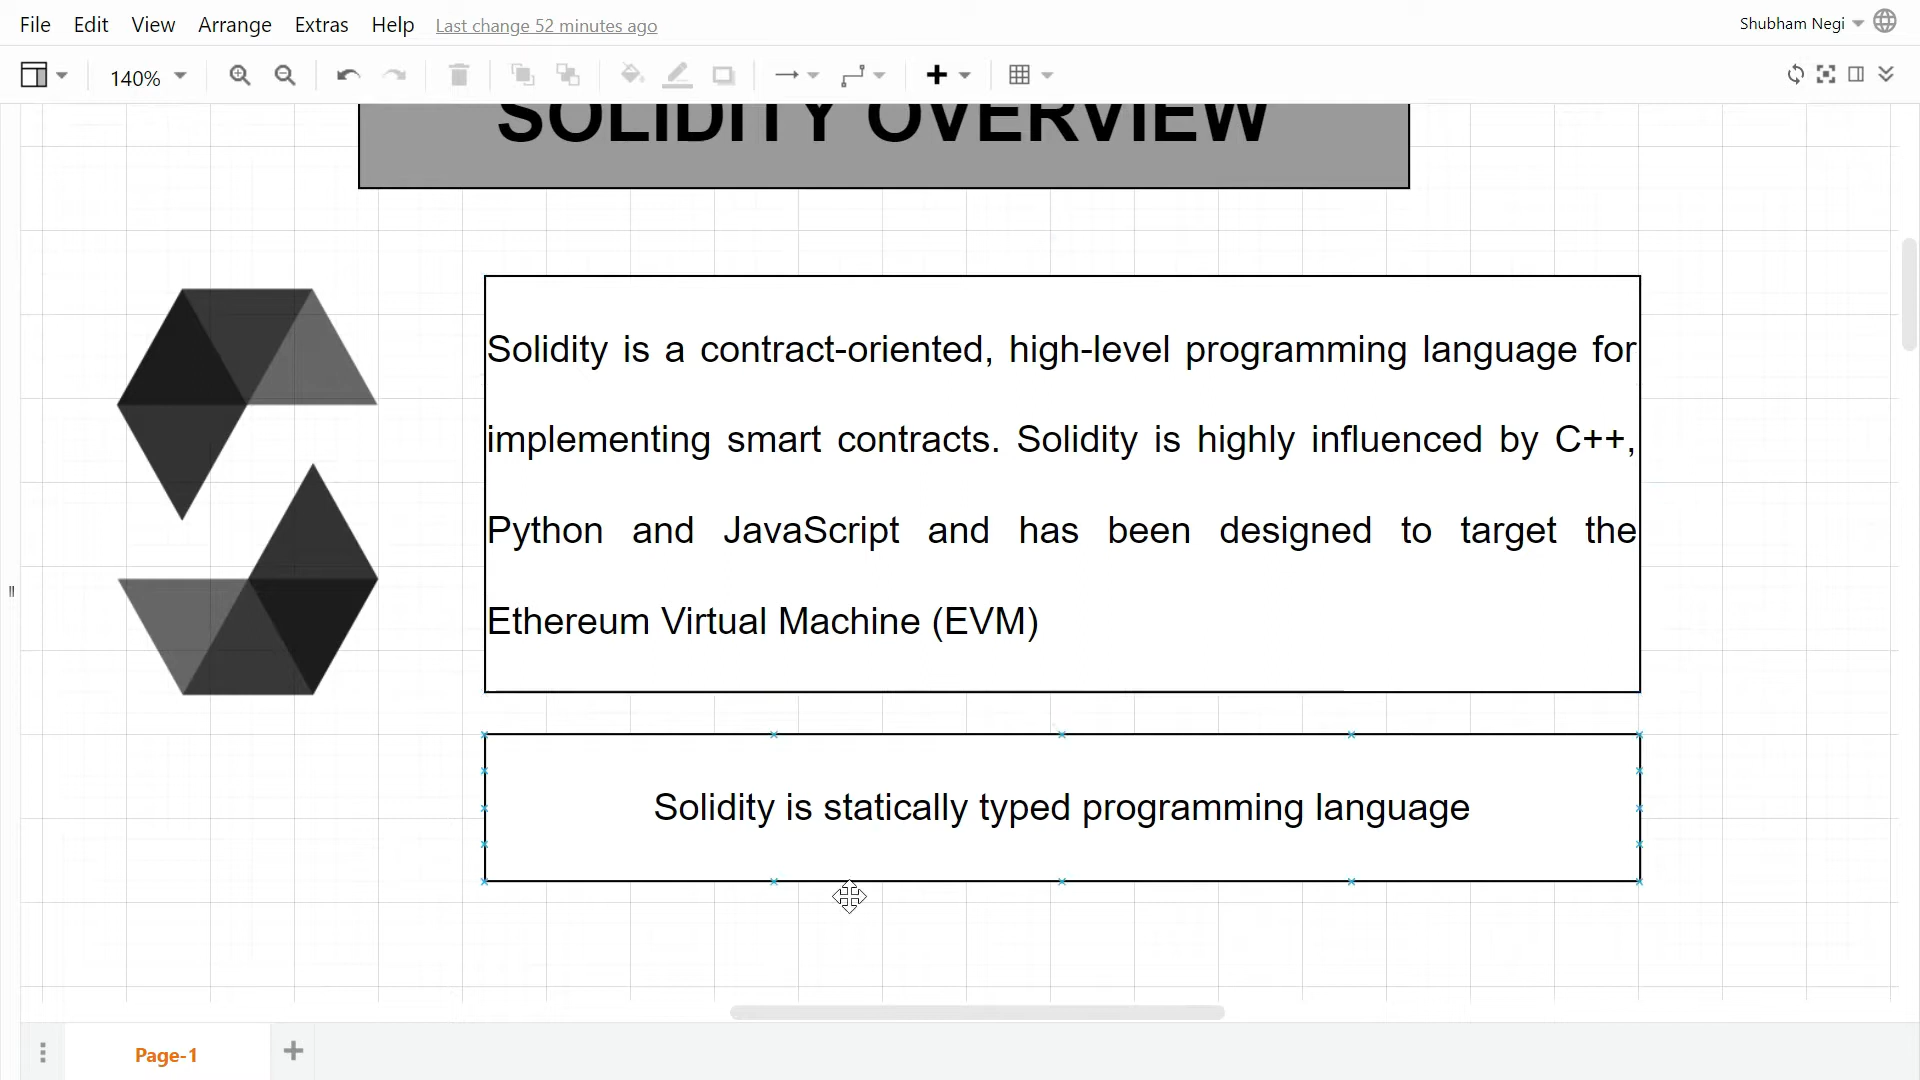 File Edit View Arrange Extras Help Last change 52 minutes ago Shubham Negi
140%
SOLIDITY OVERVIEW
Solidity is a contract-oriented, high-level programming language for
implementing smart contracts. Solidity is highly influenced by C++,
Python and JavaScript and has been designed to target the
Ethereum Virtual Machine (EVM)
Solidity is statically typed programming language
Page-1